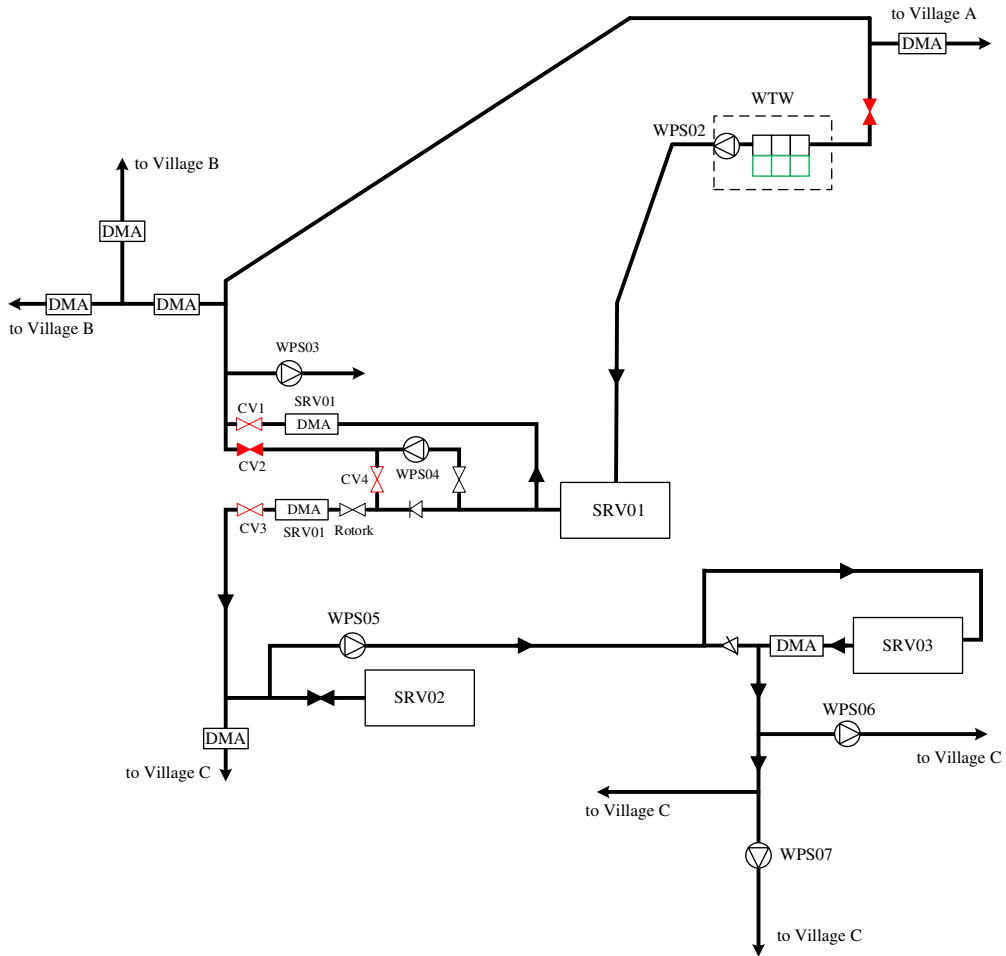 to Village A
DMA
WTW
WPS02
to Village B
DMA
DMA
DMA
to Village B
WPS03
SRV01
CV1
DMA
CV2
CV4
WPS04
SRV01
DMA
CV3
SRV01
Rotork
WPS05
DMA
SRV03
SRV02
WPS06
DMA
to Village C
to Village C
to Village C
WPS07
to Village C